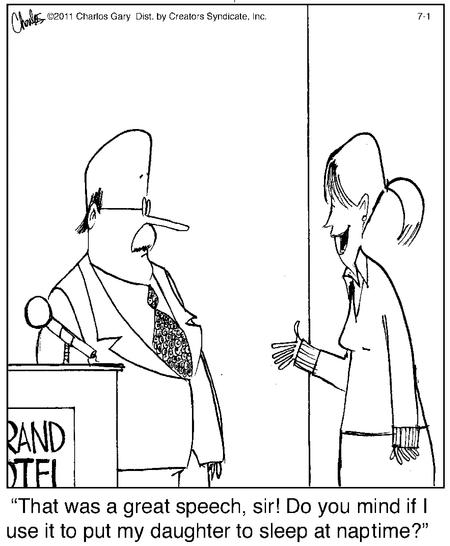 Charlos ©2011 Charlos Gary Dist. by Creators Syndicate, Inc. 7-1
RAND
OTEL
"That was a great speech, sir! Do you mind if I
use it to put my daughter to sleep at naptime?"